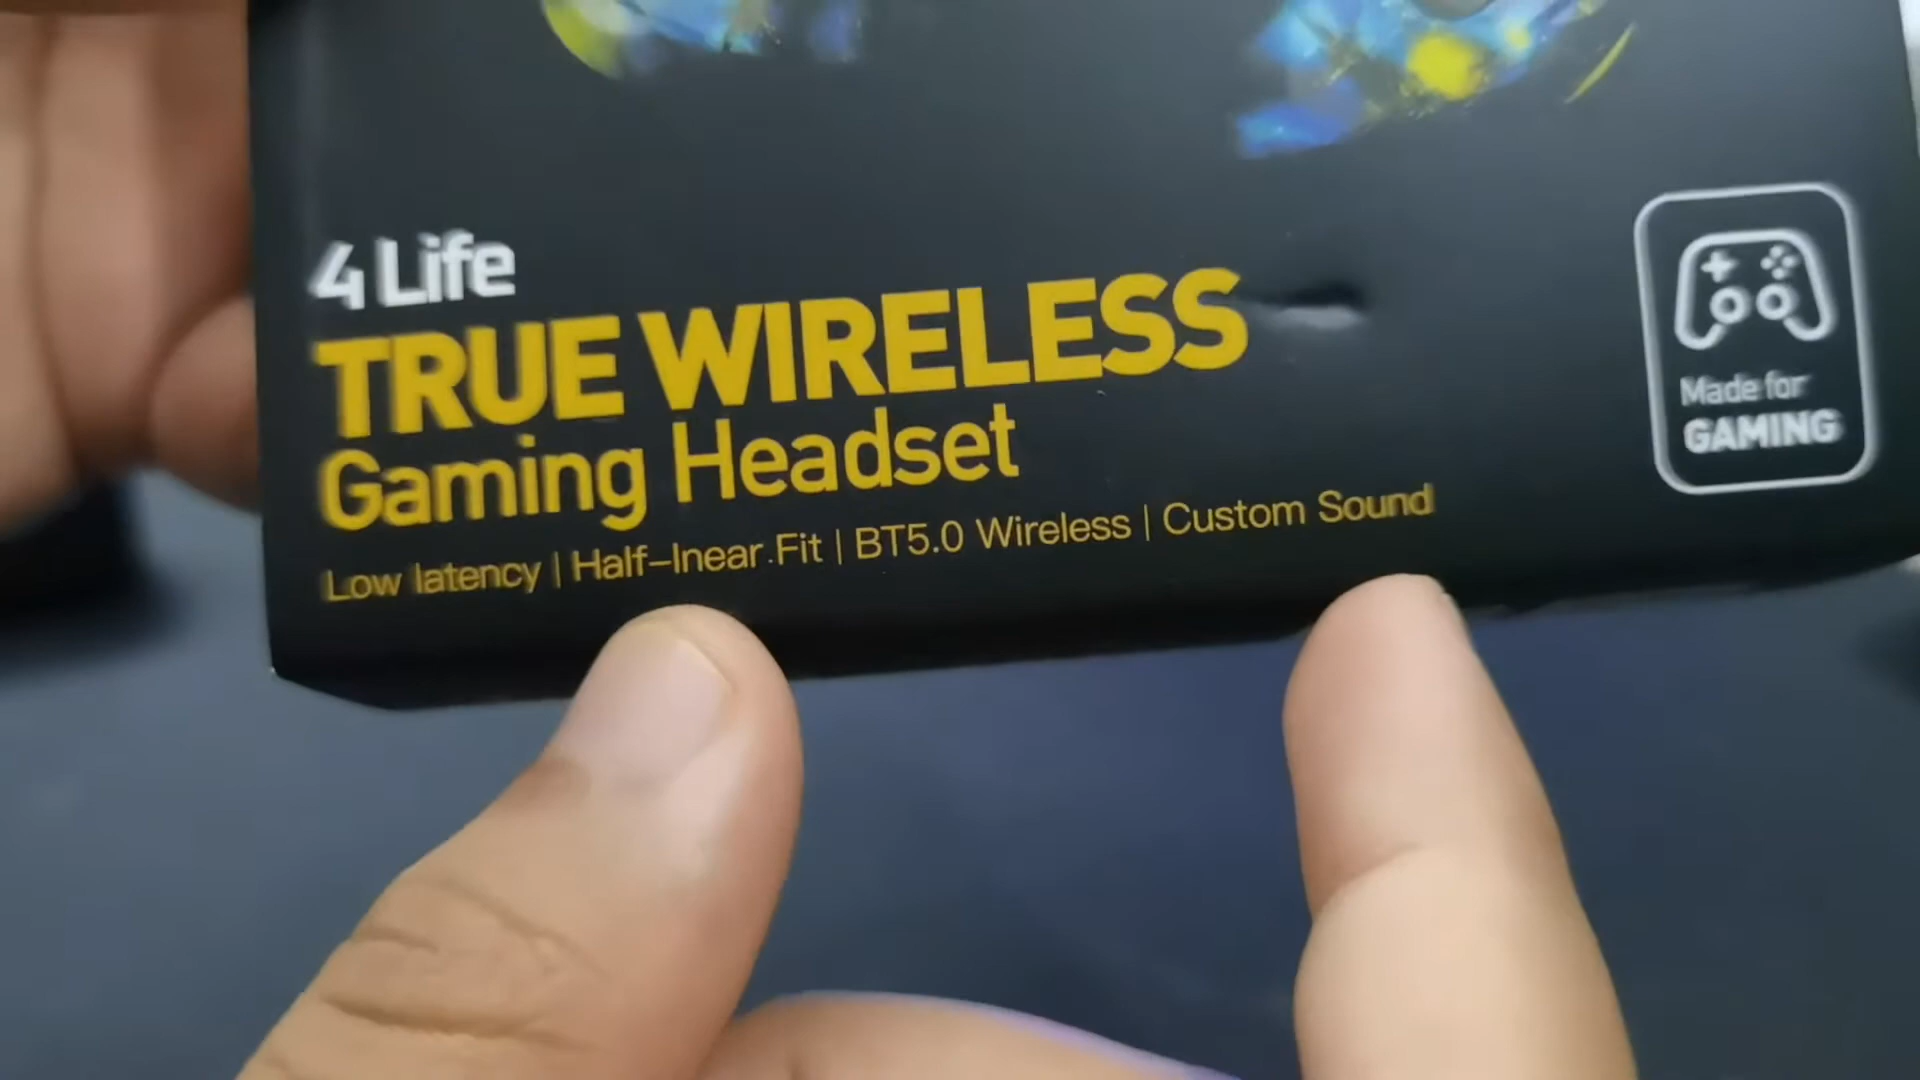 4 Life
TRUE WIRELESS
Gaming Headset
Low latency | Half-Inear.Fit | BT5.0 Wireless | Custom Sound
Made for
GAMING